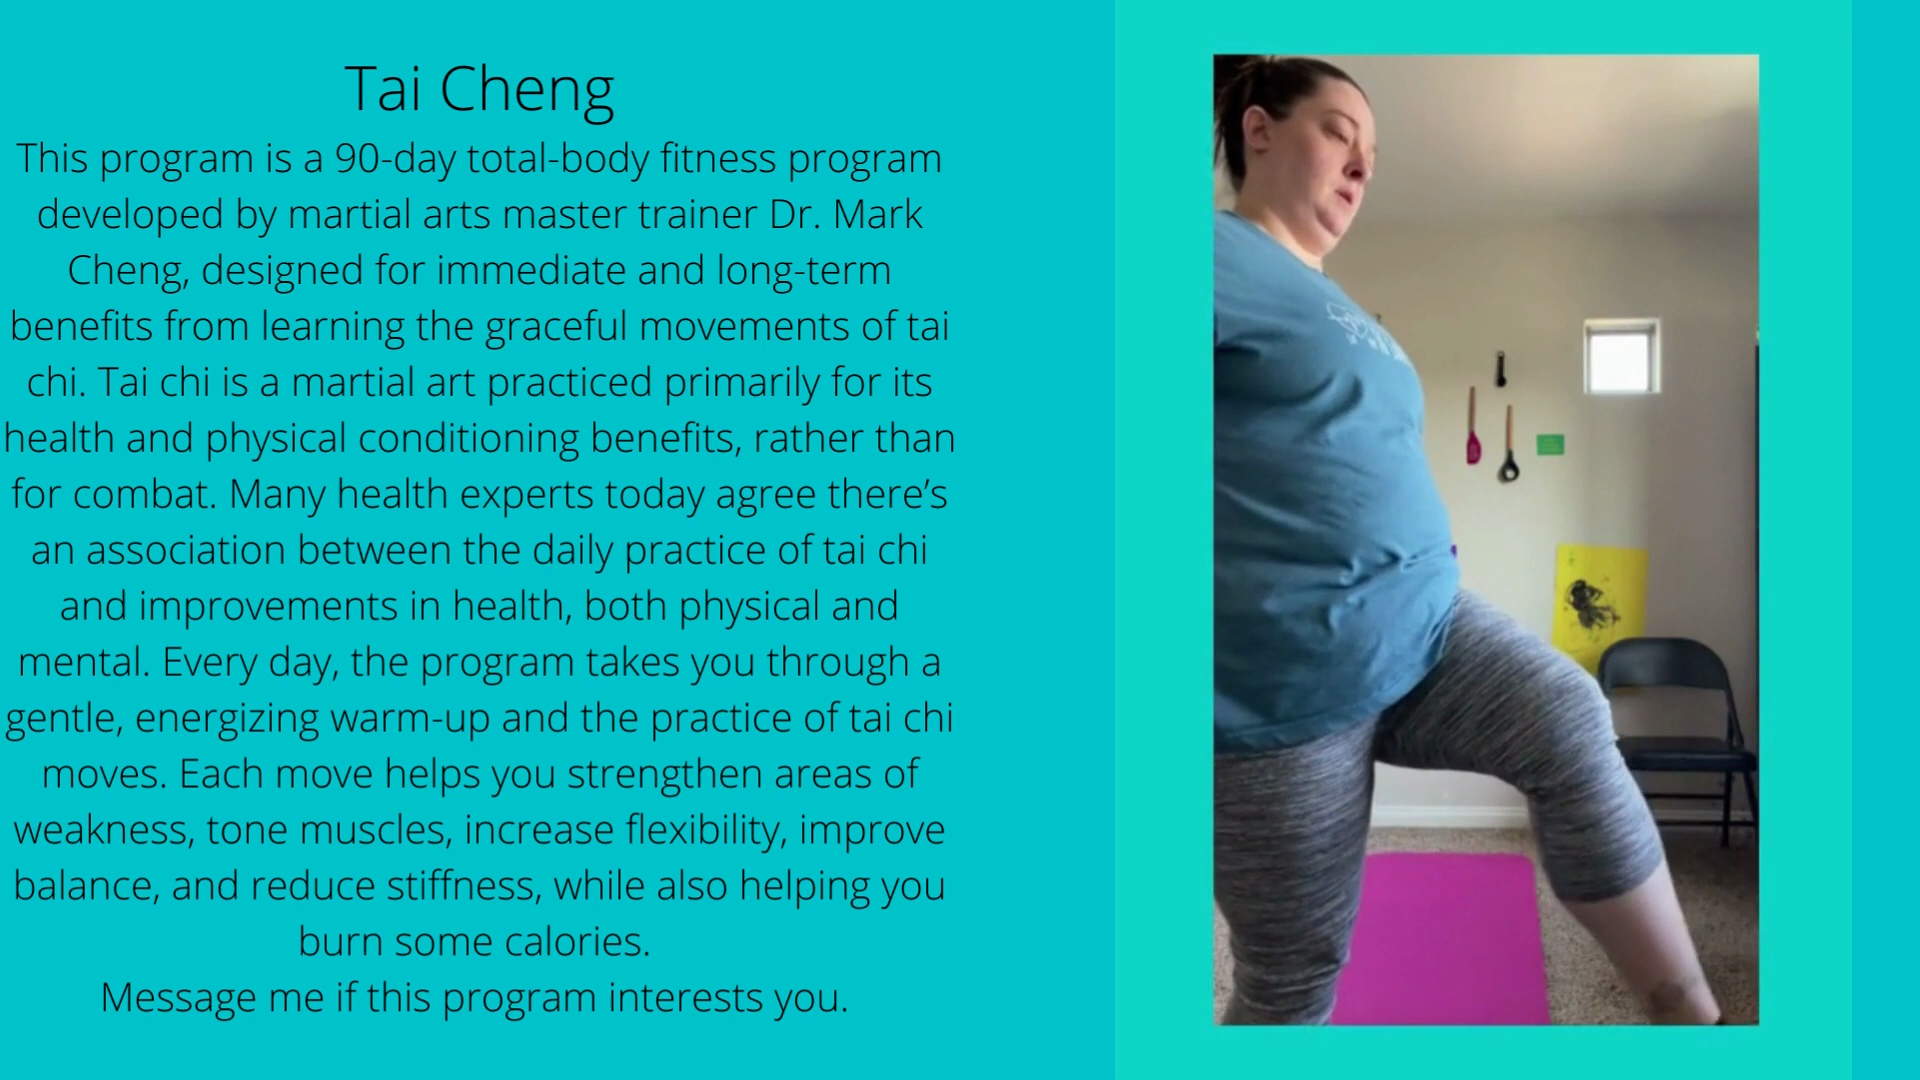 Tai Cheng
This program is a 90-day total-body fitness program
developed by martial arts master trainer Dr. Mark
Cheng, designed for immediate and long-term
benefits from learning the graceful movements of tai
chi. Tai chi is a martial art practiced primarily for its
health and physical conditioning benefits, rather than
for combat. Many health experts today agree there’s
an association between the daily practice of tai chi
and improvements in health, both physical and
mental. Every day, the program takes you through a
gentle, energizing warm-up and the practice of tai chi
moves. Each move helps you strengthen areas of
weakness, tone muscles, increase flexibility, improve
balance, and reduce stiffness, while also helping you
burn some calories.
Message me if this program interests you.